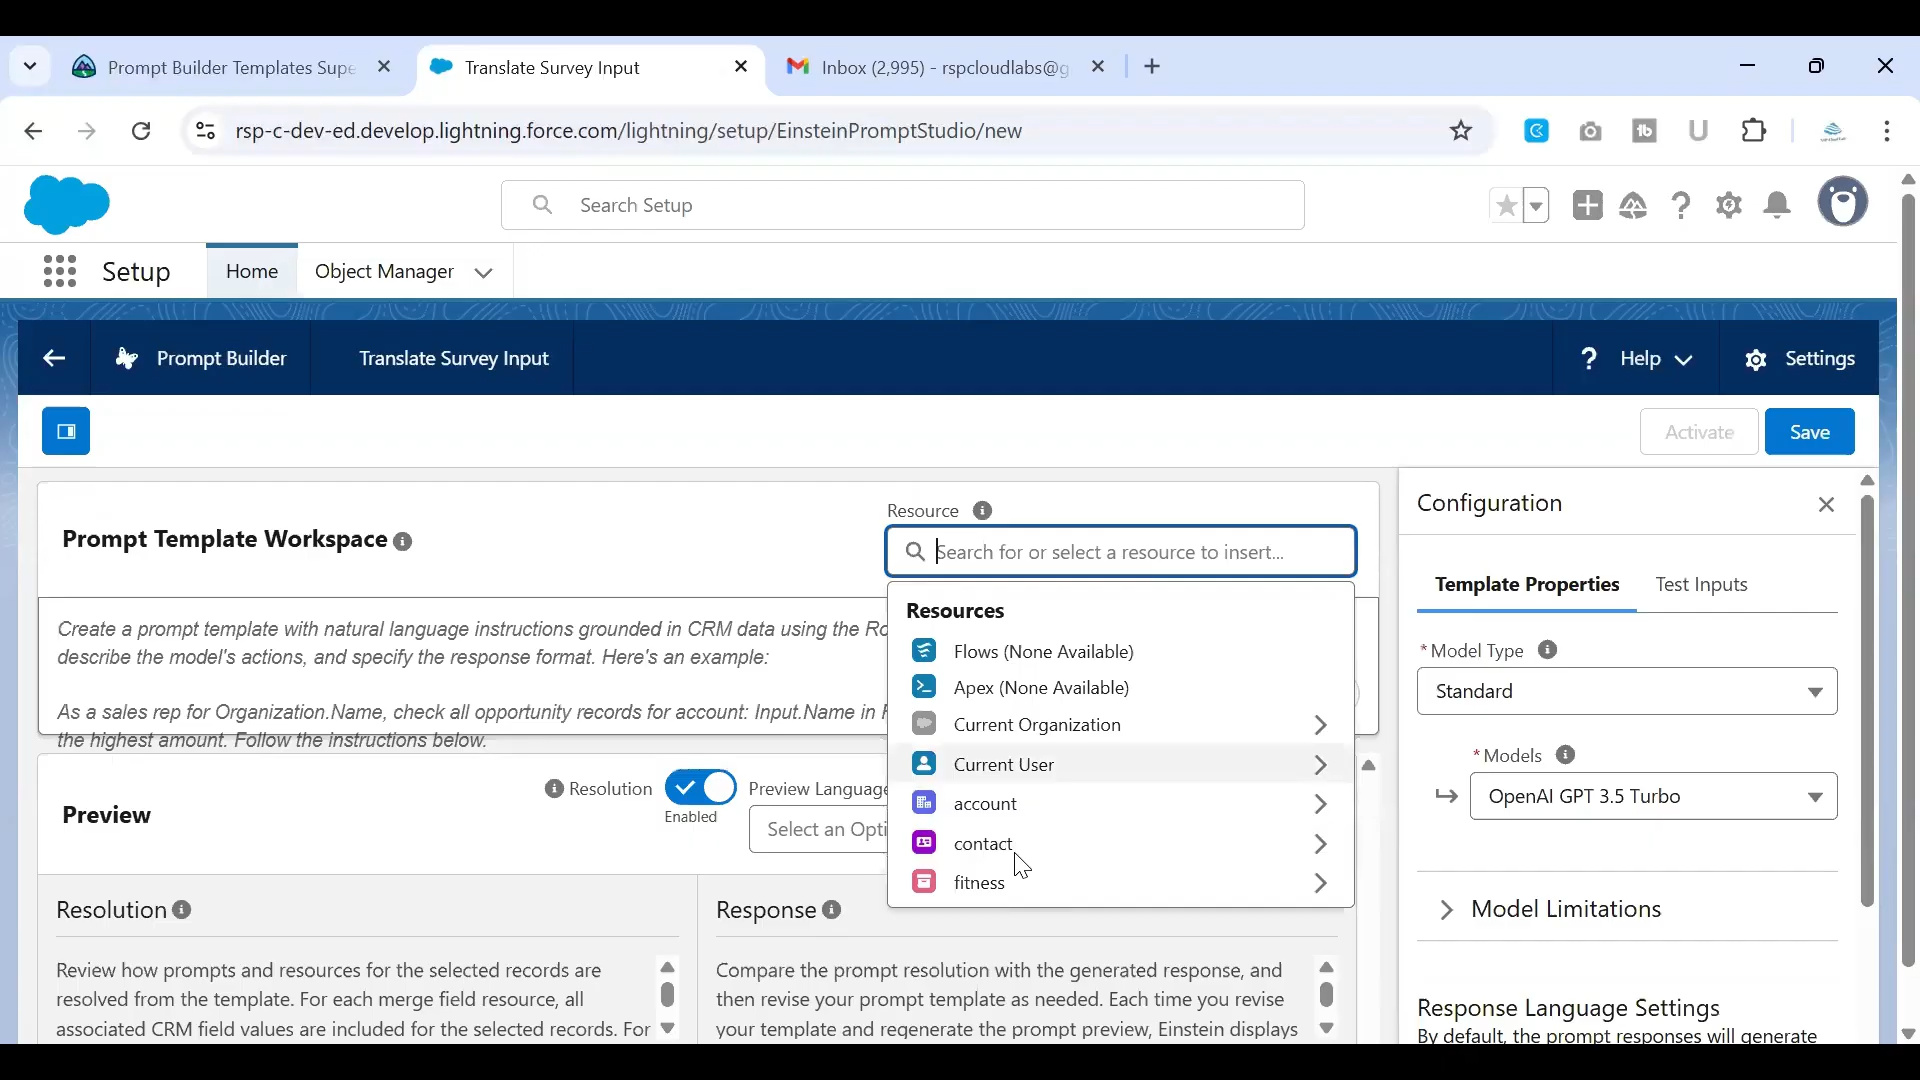 Prompt Builder Templates Supe
Translate Survey Input
Inbox (2,995) - rspcloudlabs@g
rsp-c-dev-ed.develop.lightning.force.com/lightning/setup/EinsteinPromptStudio/new
Search Setup
Setup
Home
Object Manager
Prompt Builder
Translate Survey Input
Help
Settings
Activate
Save
Prompt Template Workspace
Resource
Search for or select a resource to insert...
Resources
Flows (None Available)
Apex (None Available)
Current Organization
Current User
account
contact
fitness
Create a prompt template with natural language instructions grounded in CRM data using the
describe the model's actions, and specify the response format. Here's an example:
As a sales rep for Organization.Name, check all opportunity records for account: Input.Name in
the highest amount. Follow the instructions below.
Preview
Resolution
Enabled
Preview Language
Select an Opti
Resolution
Review how prompts and resources for the selected records are
resolved from the template. For each merge field resource, all
associated CRM field values are included for the selected records. For
Response
Compare the prompt resolution with the generated response, and
then revise your prompt template as needed. Each time you revise
your template and regenerate the prompt preview, Einstein displays
Configuration
Template Properties
Test Inputs
* Model Type
Standard
* Models
OpenAI GPT 3.5 Turbo
Model Limitations
Response Language Settings
By default, the prompt responses will generate